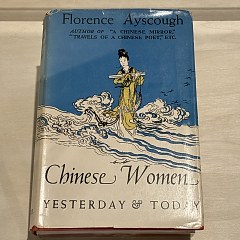 Florence Ayscough
AUTHOR OF "A CHINESE MIRROR,"
"TRAVELS OF A CHINESE POET," ETC.
Chinese Women
YESTERDAY & TODAY